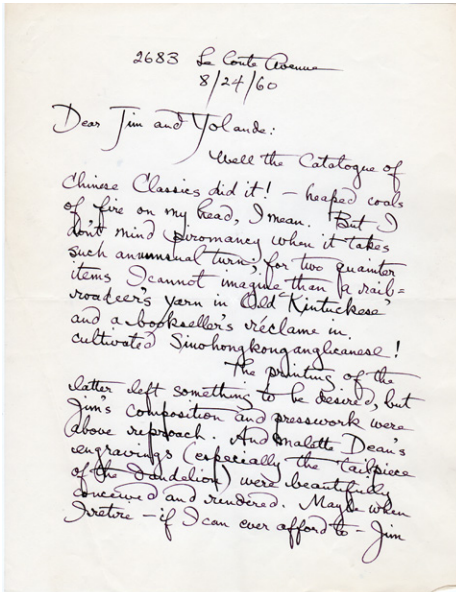 2683 Le Conte Avenue
8/24/60
Dear Jim and Yolande:
Well the Catalogue of
Chinese Classics did it! — heaped coals
of fire on my head, I mean. But I
don't mind piromancy when it takes
such an unusual turn; for two quainter
items I cannot imagine than a rail=
roadeer's yarn in Old Kintuckese
and a bookseller's réclame in
cultivated Sinohongkonganglicanese!
The printing of the
latter left something to be desired, but
Jim's composition and presswork were
above reproach. And Malette Dean's
engravings (especially the tailpiece
of the dandelion) were beautifully
conceived and rendered. Maybe when
I retire — if I can ever afford to — Jim